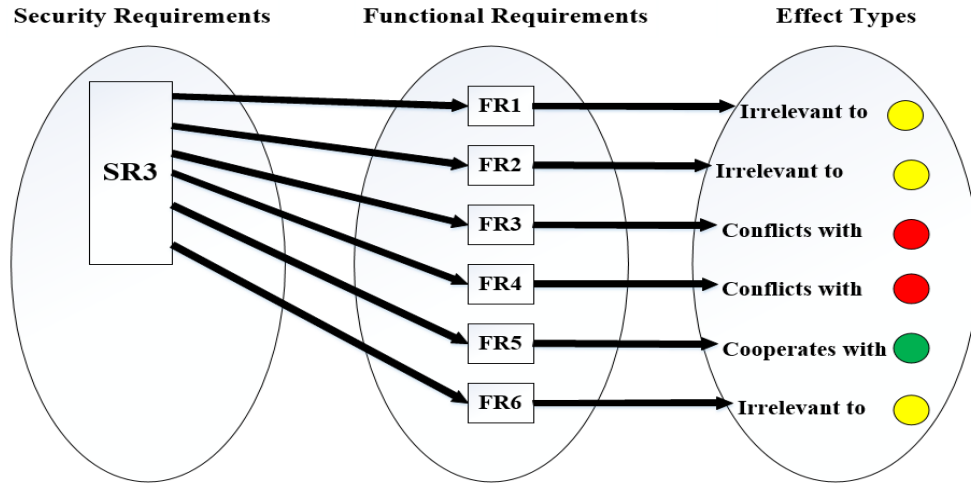 Security Requirements
Functional Requirements
Effect Types
SR3
FR1
Irrelevant to
FR2
Irrelevant to
FR3
Conflicts with
FR4
Conflicts with
FR5
Cooperates with
FR6
Irrelevant to